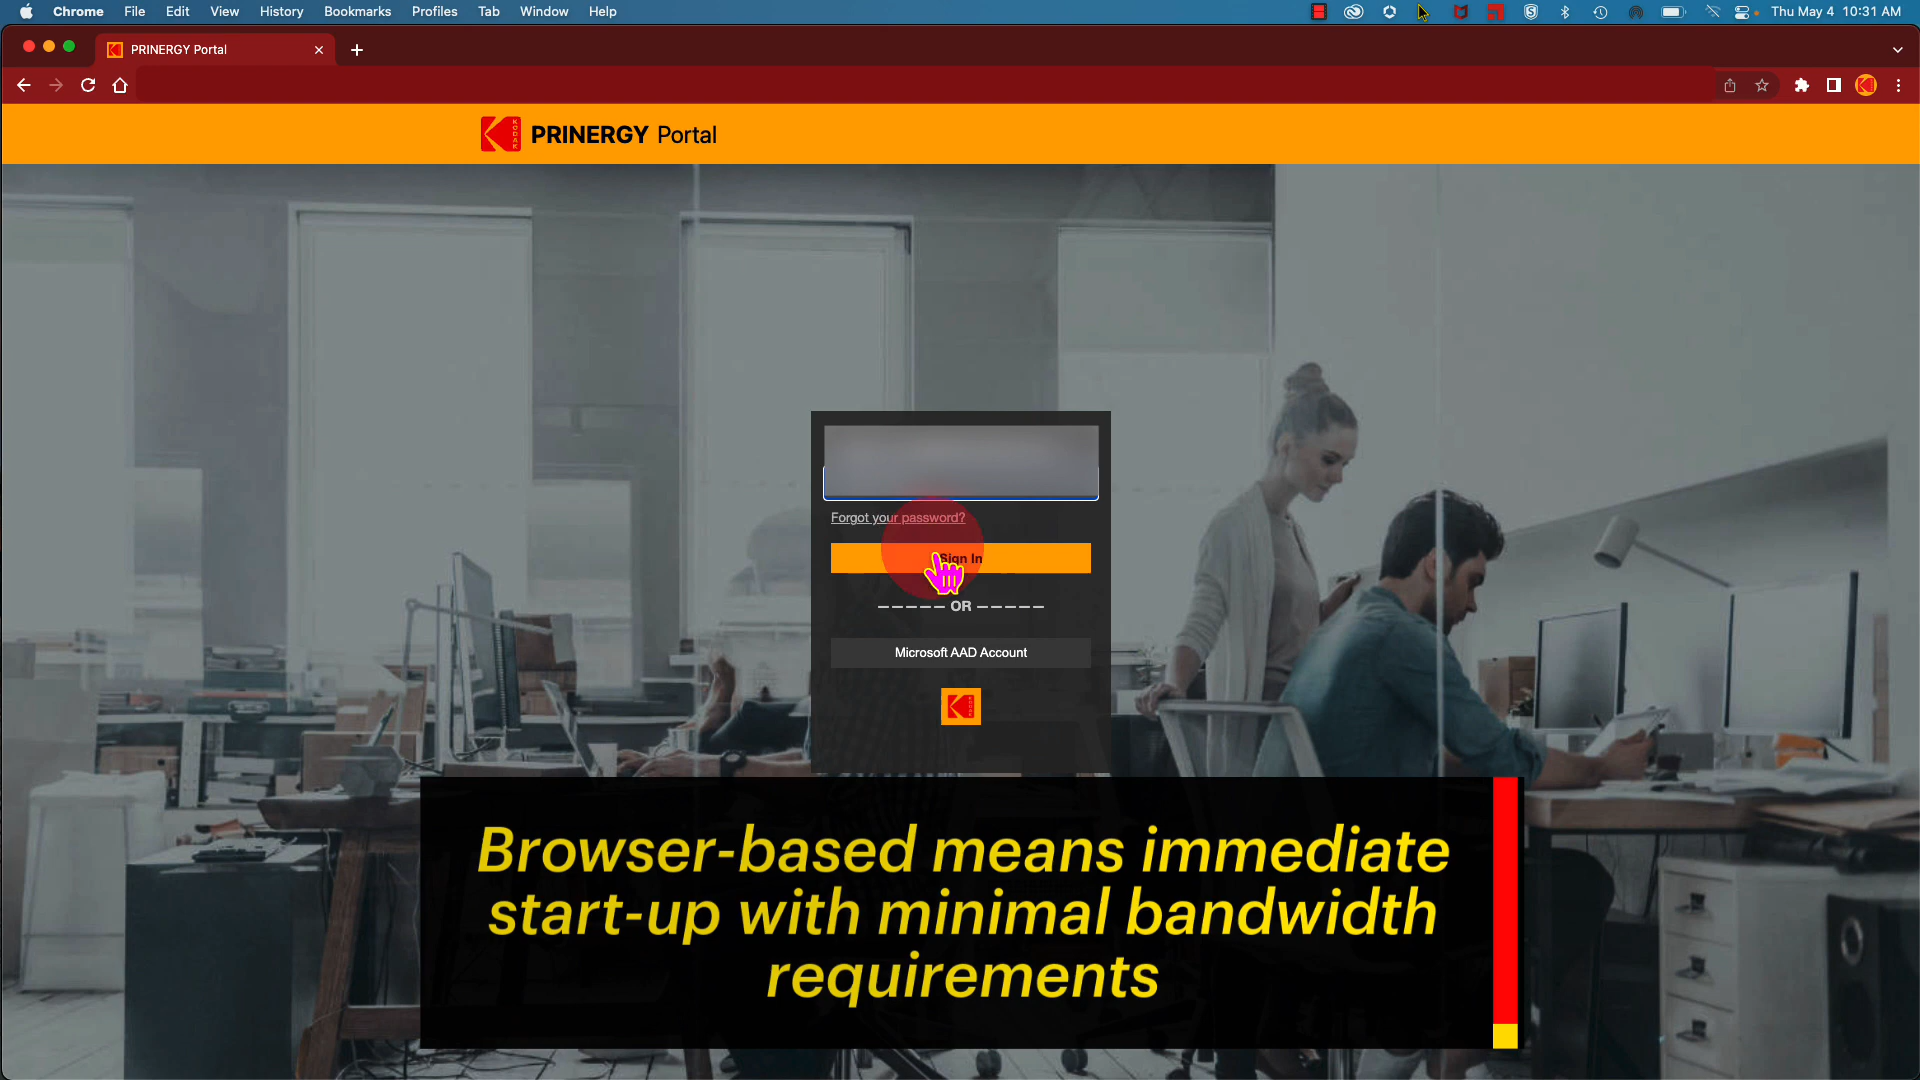 Chrome File Edit View History Bookmarks Profiles Tab Window Help Thu May 4 10:31 AM
PRINERGY Portal
KODAK PRINERGY Portal
Forgot your password?
Sign In
OR
Microsoft AAD Account
Browser-based means immediate
start-up with minimal bandwidth
requirements